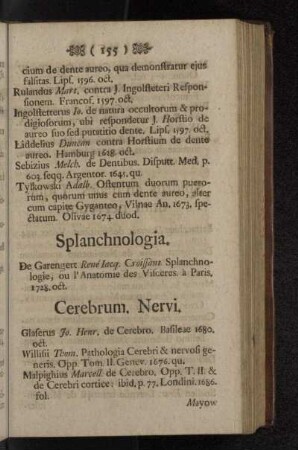 ( 155 )
cium de dente aureo, qua demonstratur ejus
falsitas. Lips. 1596. oct.
Rulandus Mart. contra J. Ingolsteteri Respon-
sionem. Francof. 1597. oct.
Ingolstetterus Jo. de natura occultorum & pro-
digiosorum, ubi respondetur J. Horstio de
aureo suo sed putatitio dente. Lips. 1597. oct.
Liddelius Duncan contra Horstium de dente
aureo. Hamburg 1628. oct.
Sebizius Melch. de Dentibus. Disputt. Med. p.
603. seqq. Argentor. 1641. qu.
Tylkowski Adalb. Ostentum duorum puero-
rum, quorum unus cum dente aureo, alter
cum capite Gyganteo, Vilnae An. 1673, spe-
ctatum. Olivae 1674. duod.
Splanchnologia.
De Garengert René Jacq. Croissant. Splanchno-
logie, ou l'Anatomie des Visceres. à Paris,
1728. oct.
Cerebrum. Nervi.
Glaserus Jo. Henr. de Cerebro. Basileae 1680.
oct.
Willisii Thom. Pathologia Cerebri & nervosi ge-
neris. Opp. Tom. II. Genev. 1676. qu.
Malpighius Marcell. de Cerebro, Opp. T. II. &
de Cerebri cortice: ibid. p. 77. Londini. 1686.
fol.
Mayow